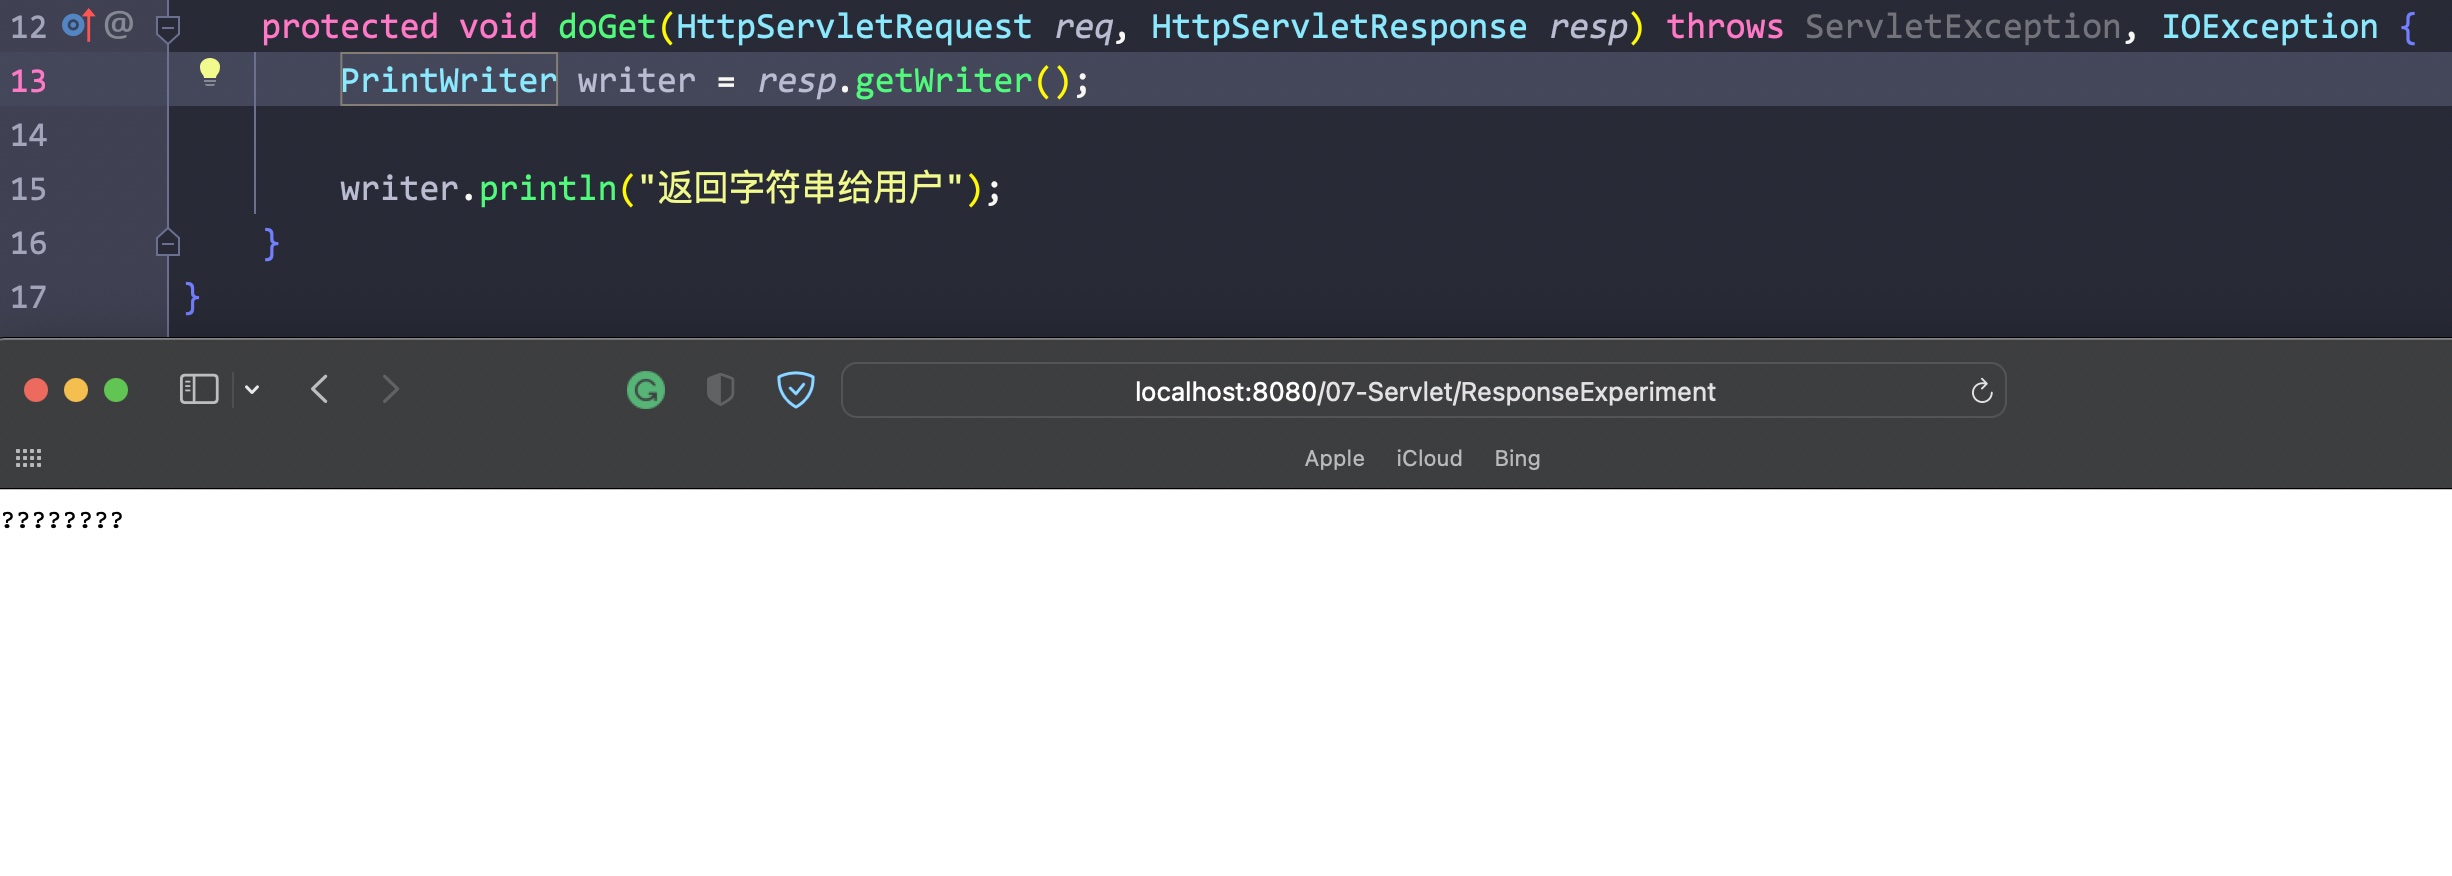 12 @ protected void doGet(HttpServletRequest req, HttpServletResponse resp) throws ServletException, IOException {
13 PrintWriter writer = resp.getWriter();
14
15 writer.println("返回字符串给用户");
16 }
17 }
localhost:8080/07-Servlet/ResponseExperiment
Apple iCloud Bing
????????